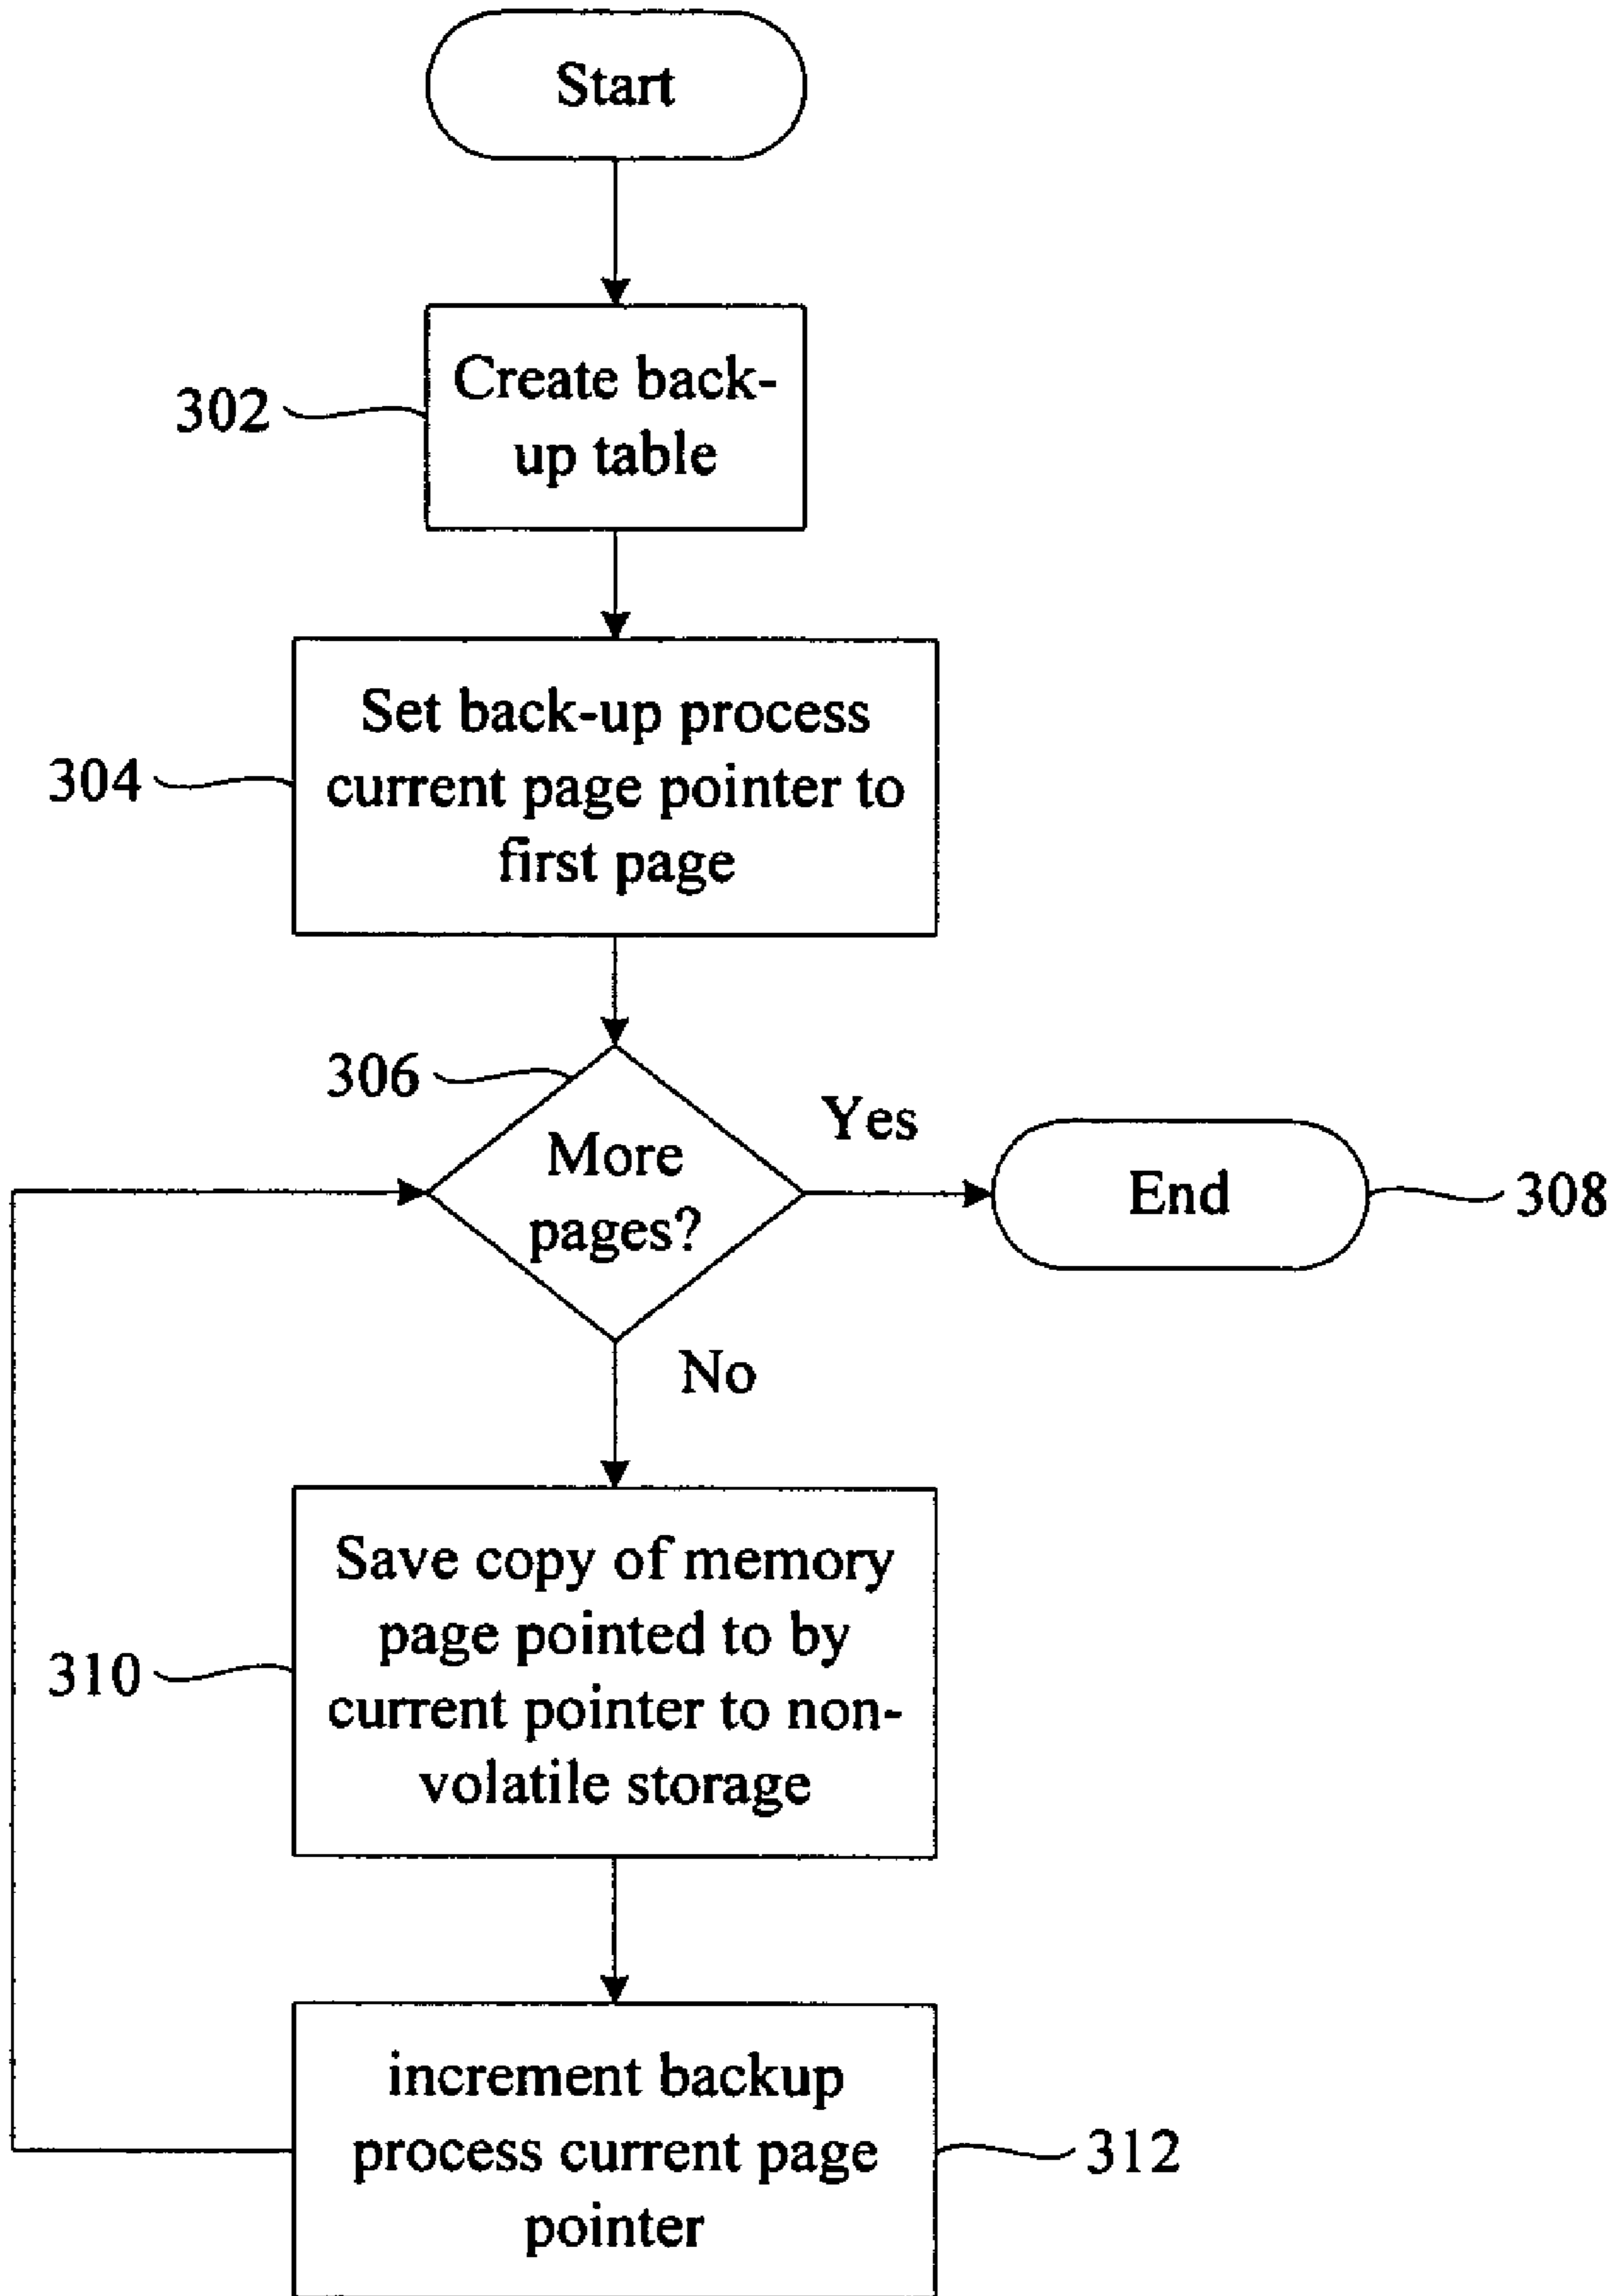 Start
302
Create back-
up table
304
Set back-up process
current page pointer to
first page
306
More
pages?
Yes
End
308
No
310
Save copy of memory
page pointed to by
current pointer to non-
volatile storage
increment backup
process current page
pointer
312